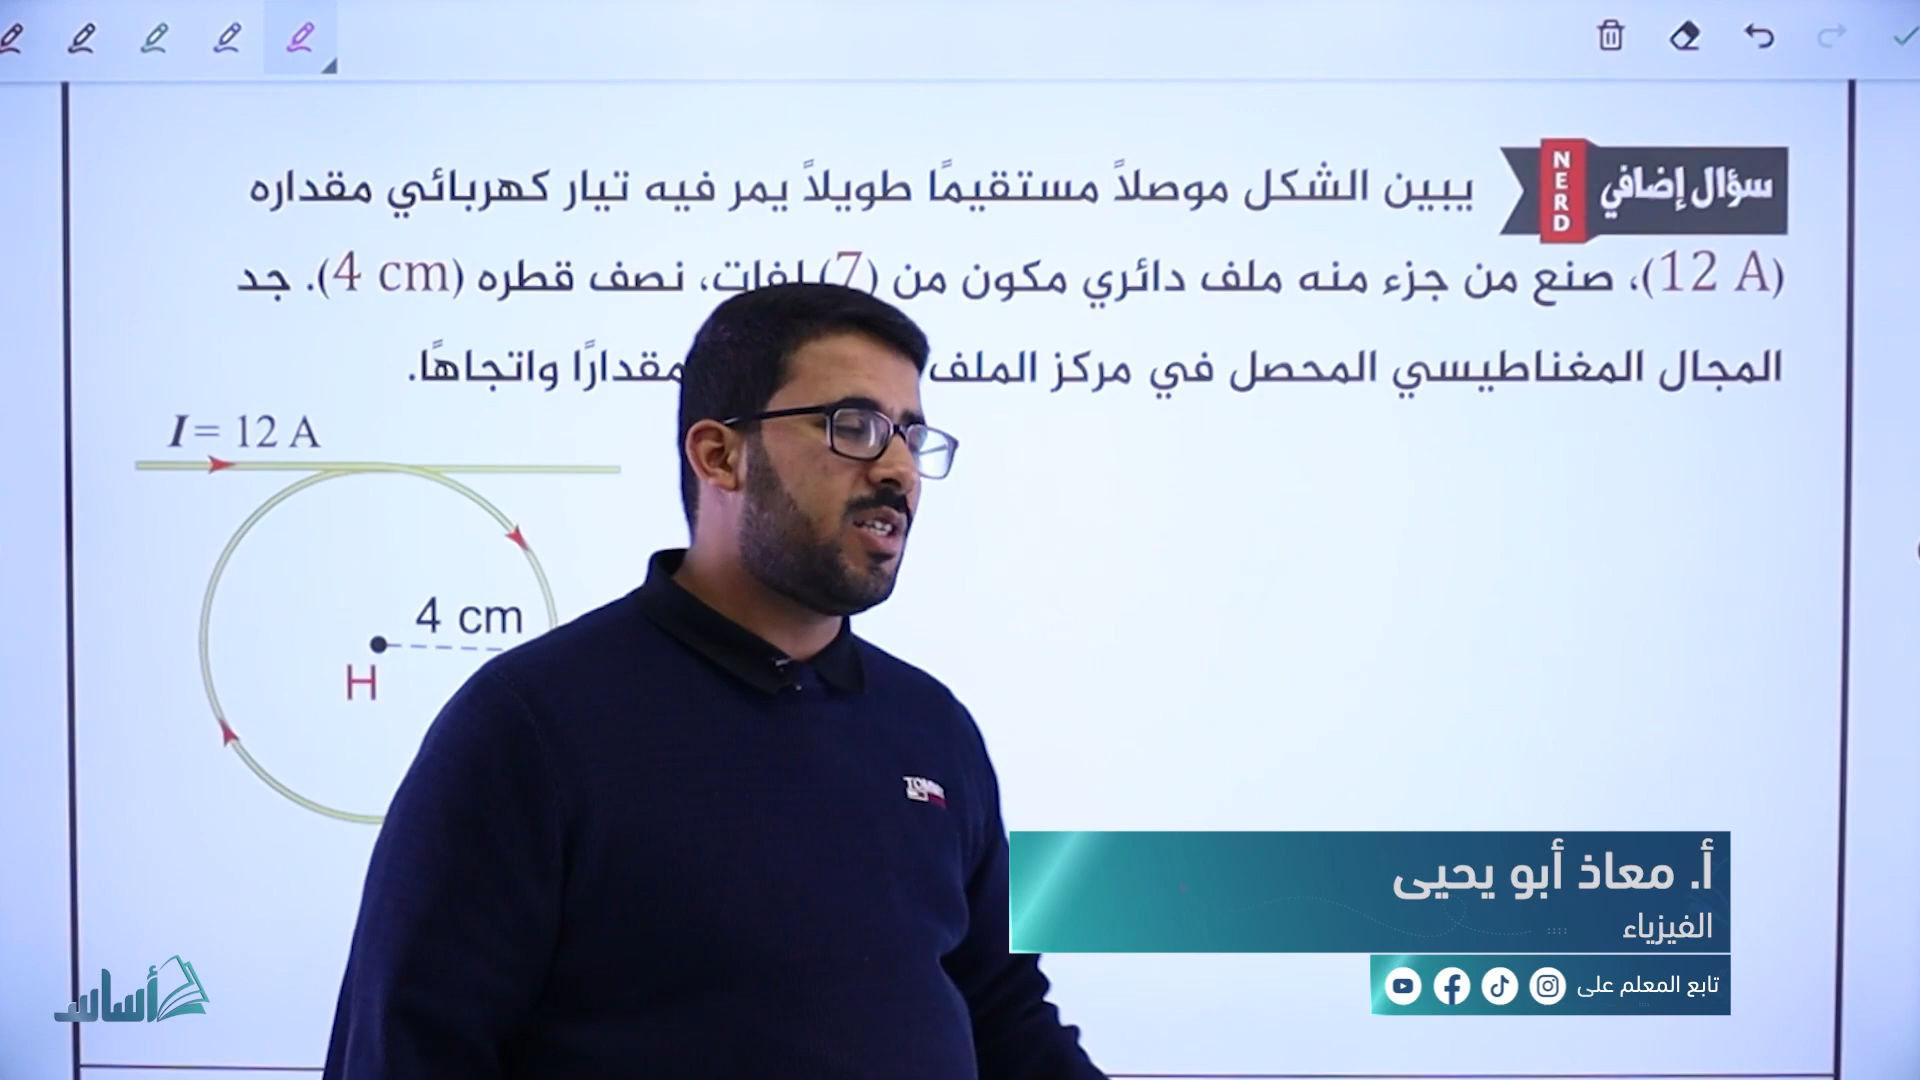 سؤال إضافي
NERD
يبين الشكل موصلاً مستقيمًا طويلاً يمر فيه تيار كهربائي مقداره
(12 A)، صنع من جزء منه ملف دائري مكون من (7) لفات، نصف قطره (4 cm). جد
المجال المغناطيسي المحصل في مركز الملف مقدارًا واتجاهًا.
I = 12 A
4 cm
H
TOMMY
أ. معاذ أبو يحيى
الفيزياء
تابع المعلم على
أساس